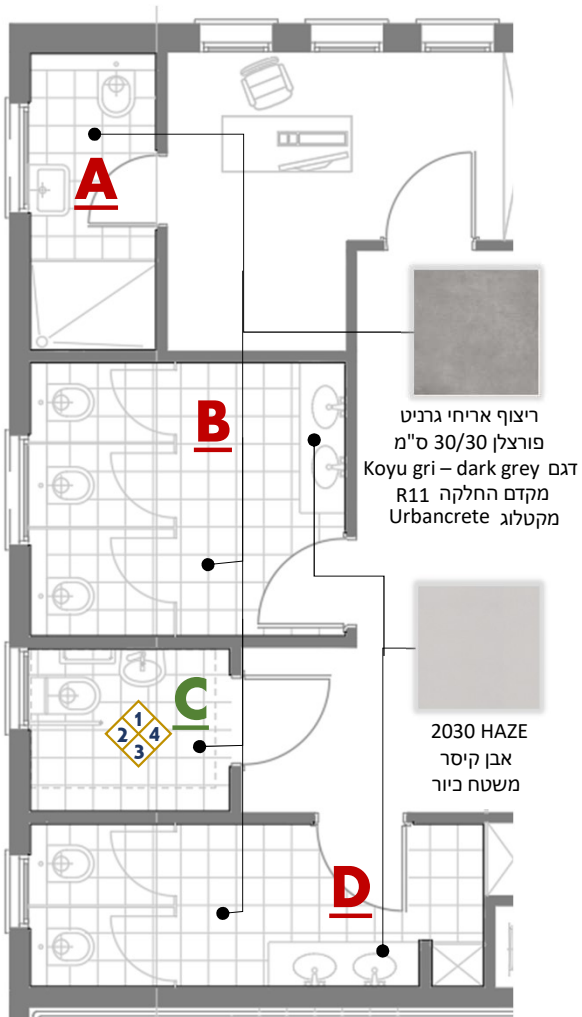 A
B
ריצוף אריחי גרניט
פורצלן 30/30 ס"מ
דגם Koyu gri – dark grey
מקדם החלקה R11
מקטלוג Urbancrete
C
1
2 4
3
2030 HAZE
אבן קיסר
משטח כיור
D